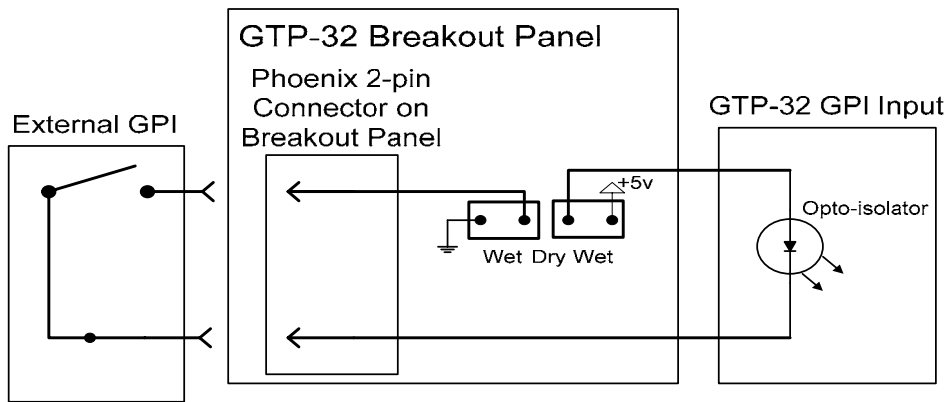 GTP-32 Breakout Panel
Phoenix 2-pin
Connector on
Breakout Panel
External GPI
GTP-32 GPI Input
+5v
Opto-isolator
Wet Dry Wet